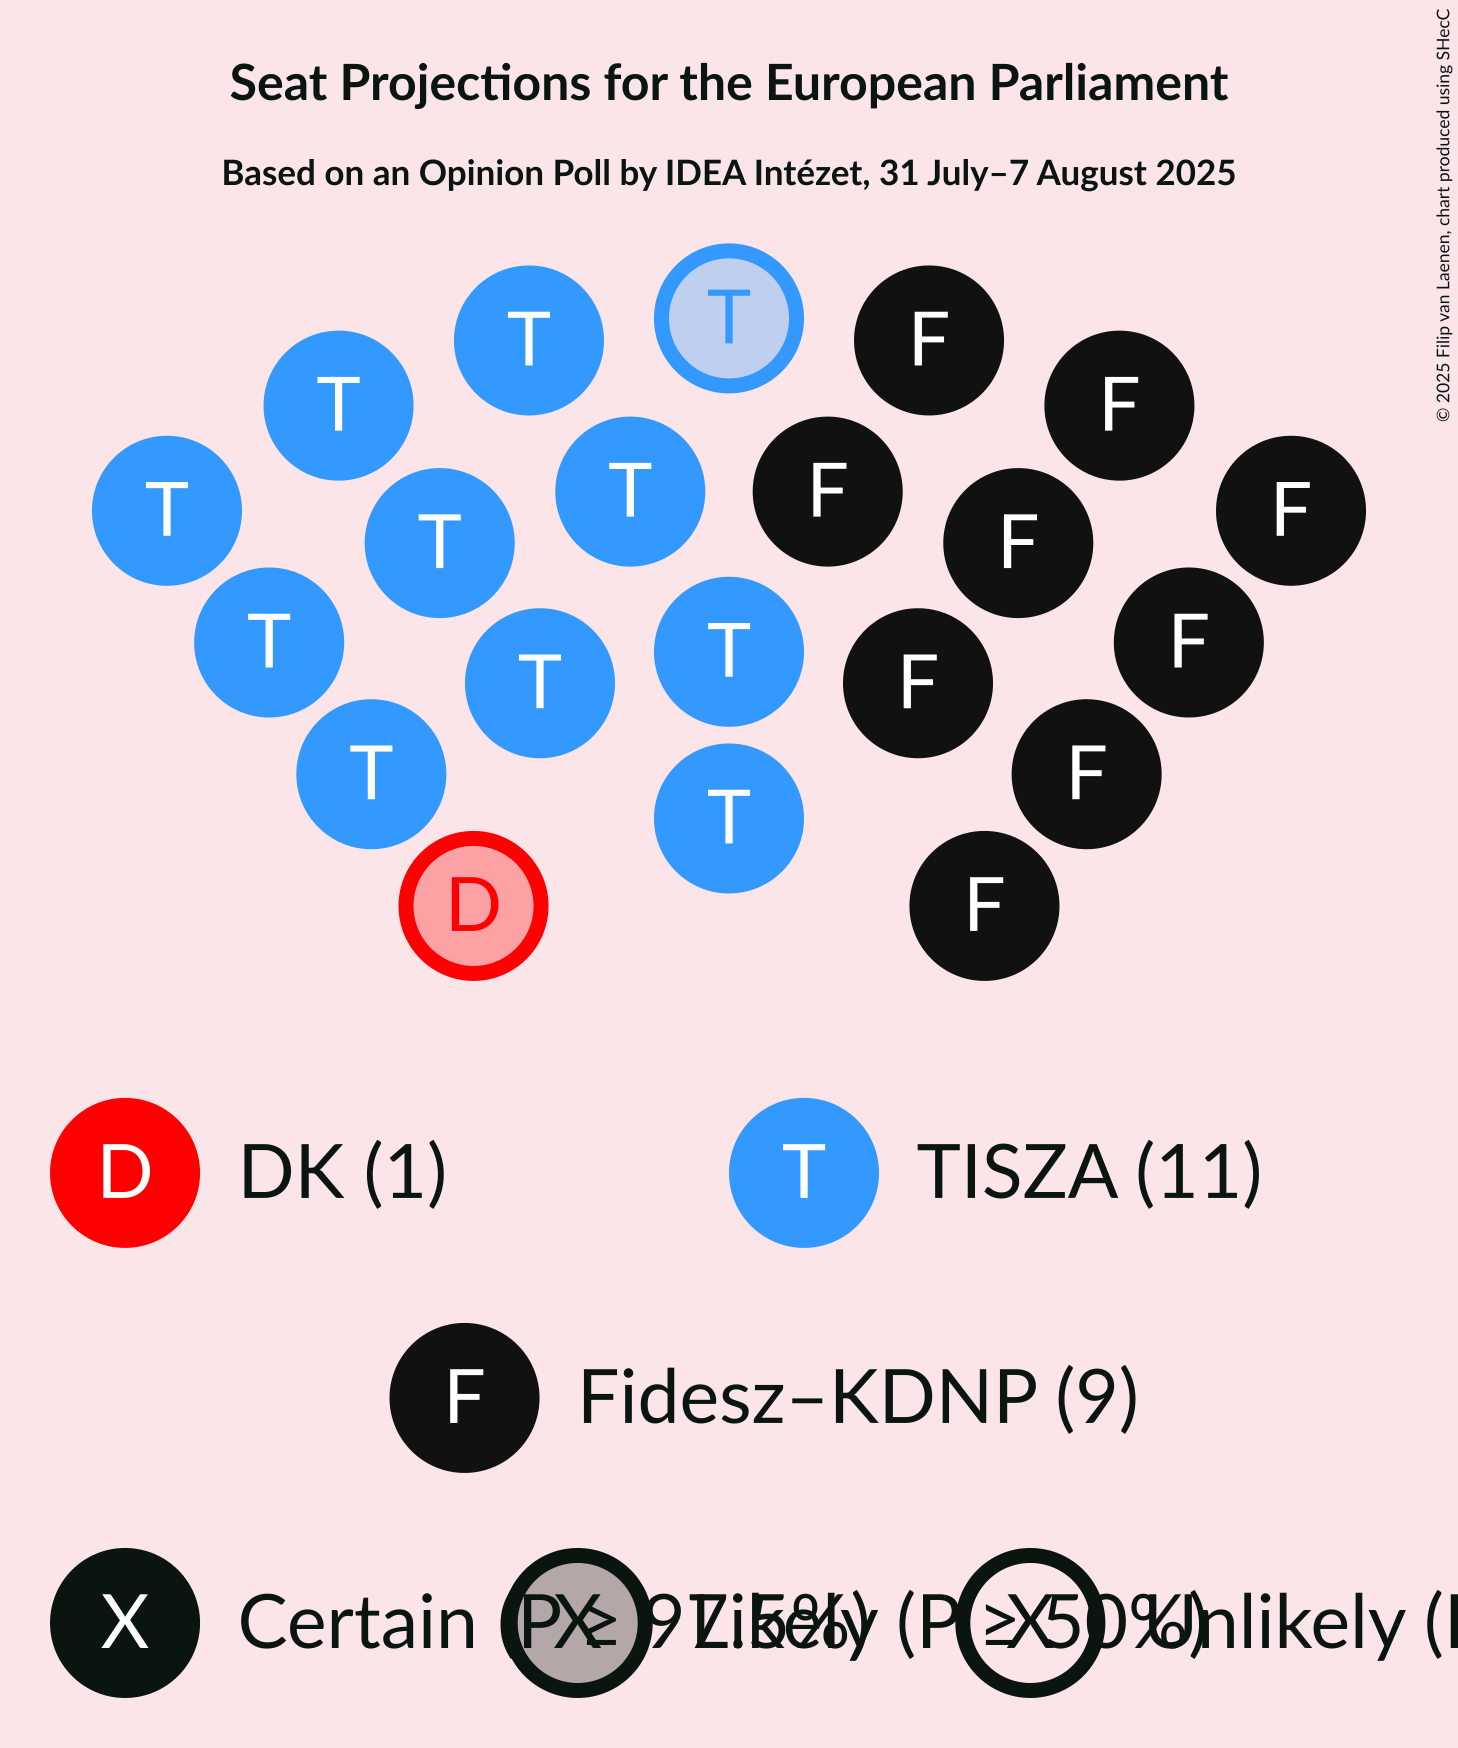 Seat Projections for the European Parliament
Based on an Opinion Poll by IDEA Intézet, 31 July–7 August 2025
© 2025 Filip van Laenen, chart produced using SHecC
T
T T
F F
T F
T F
T F
T F
T
T F
T F
T F
T
D F
D DK (1)
T TISZA (11)
F Fidesz–KDNP (9)
X Certain (P ≥ 97.5%) X Likely (P ≥ 50%) X Unlikely